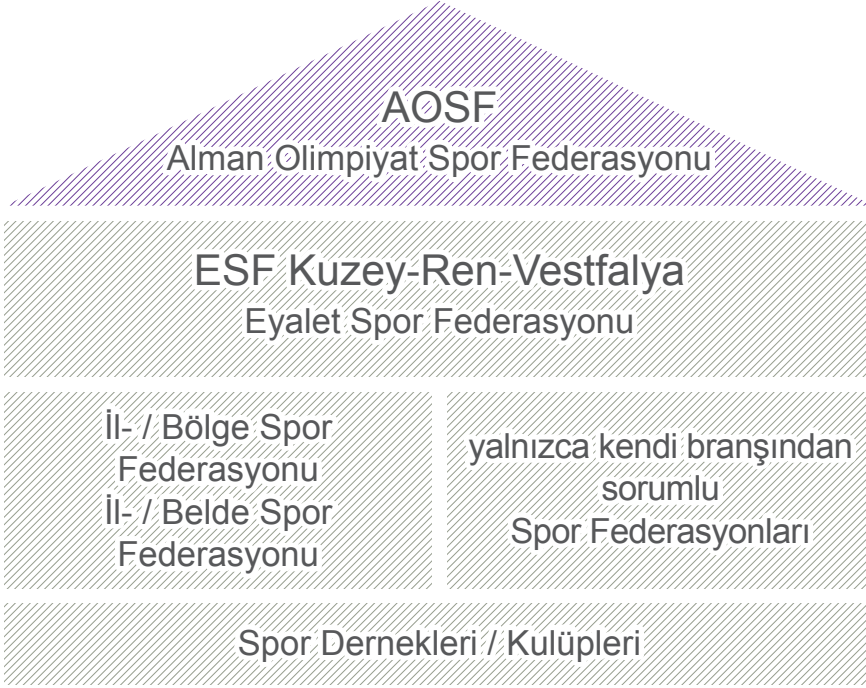 AOSF
Alman Olimpiyat Spor Federasyonu
ESF Kuzey-Ren-Vestfalya
Eyalet Spor Federasyonu
İl- / Bölge Spor
Federasyonu
İl- / Belde Spor
Federasyonu
yalnızca kendi branşından
sorumlu
Spor Federasyonları
Spor Dernekleri / Kulüpleri